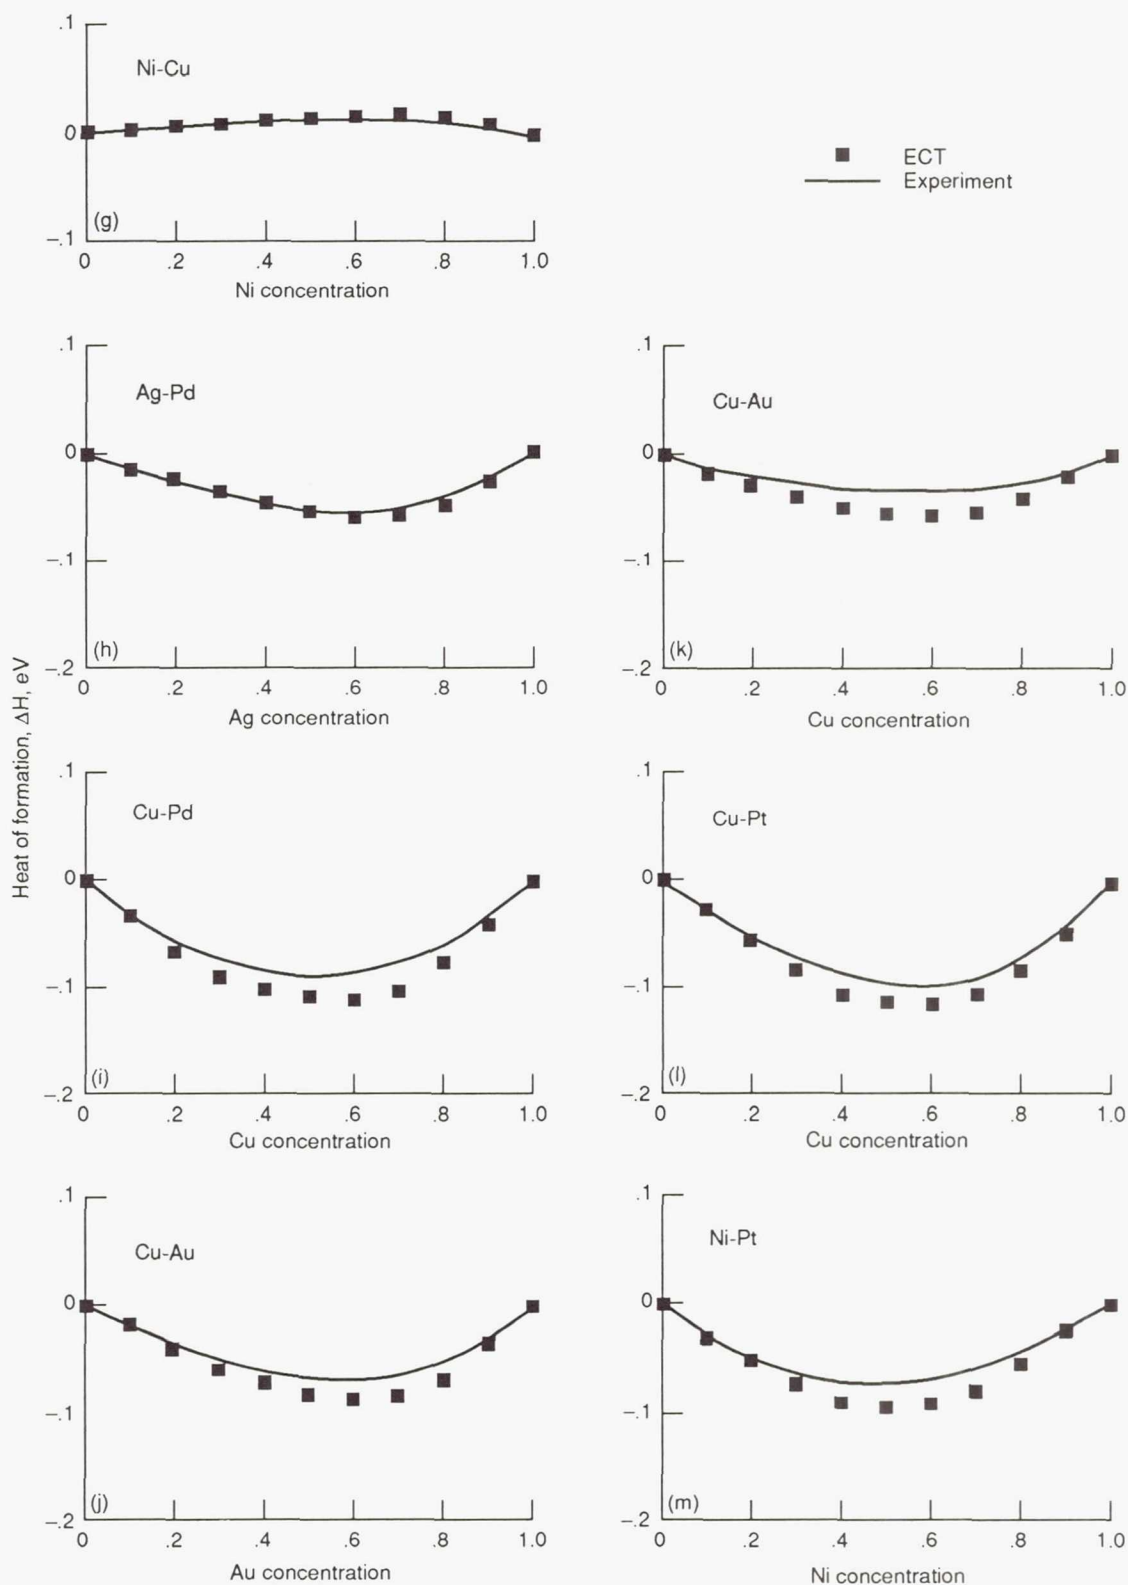 .1
Ni-Cu
0
(g)
–.1
0 .2 .4 .6 .8 1.0
Ni concentration
ECT
Experiment
.1
Ag-Pd
0
–.1
(h)
–.2
0 .2 .4 .6 .8 1.0
Ag concentration
.1
Cu-Au
0
–.1
(k)
–.2
0 .2 .4 .6 .8 1.0
Cu concentration
Heat of formation, ΔH, eV
.1
Cu-Pd
0
–.1
(i)
–.2
0 .2 .4 .6 .8 1.0
Cu concentration
.1
Cu-Pt
0
–.1
(l)
–.2
0 .2 .4 .6 .8 1.0
Cu concentration
.1
Cu-Au
0
–.1
(j)
–.2
0 .2 .4 .6 .8 1.0
Au concentration
.1
Ni-Pt
0
–.1
(m)
–.2
0 .2 .4 .6 .8 1.0
Ni concentration